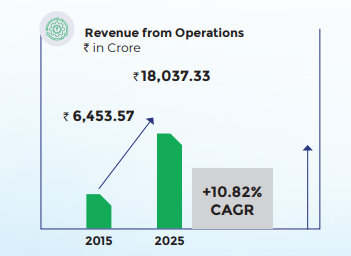 Revenue from Operations
₹ in Crore
₹ 18,037.33
₹ 6,453.57
+10.82%
CAGR
2015
2025